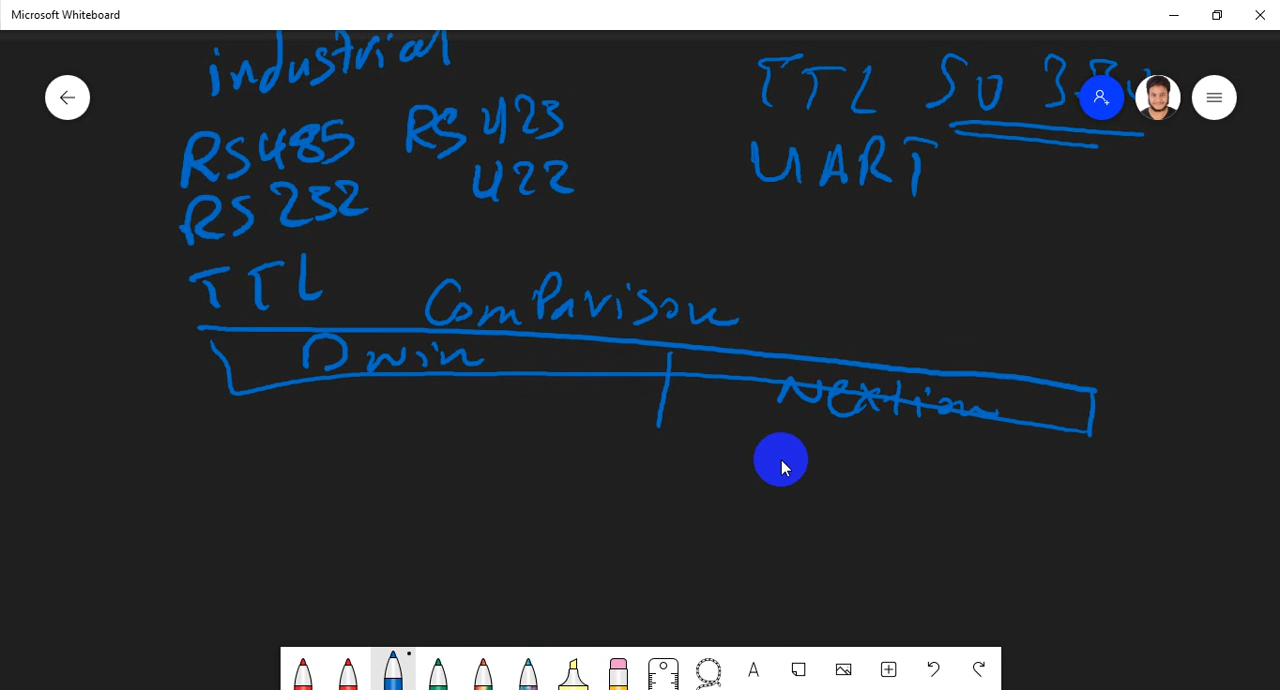 Microsoft Whiteboard
industrial
RS485 RS423
RS232 422
TTL
TTL 5v 3.3v
UART
Comparison
Dwin Nextion
A